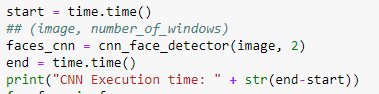 start = time.time()
## (image, number_of_windows)
faces_cnn = cnn_face_detector(image, 2)
end = time.time()
print("CNN Execution time: " + str(end-start))